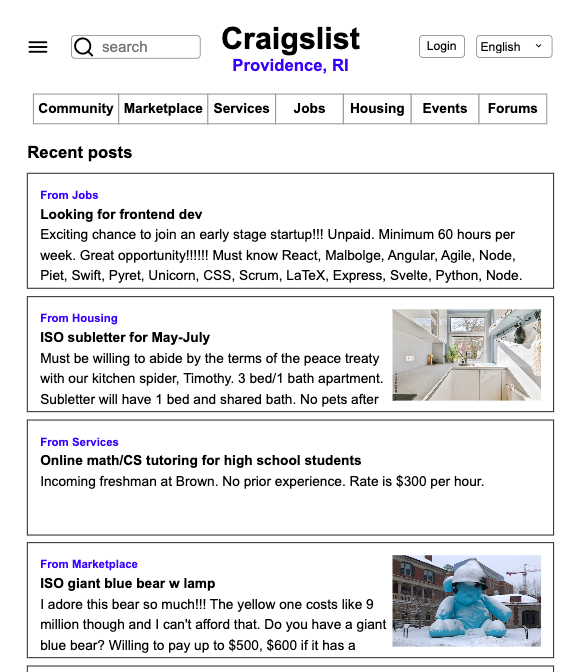 search
Craigslist
Providence, RI
Login
English
Community Marketplace Services Jobs Housing Events Forums
Recent posts
From Jobs
Looking for frontend dev
Exciting chance to join an early stage startup!!! Unpaid. Minimum 60 hours per
week. Great opportunity!!!!!! Must know React, Malbolge, Angular, Agile, Node,
Piet, Swift, Pyret, Unicorn, CSS, Scrum, LaTeX, Express, Svelte, Python, Node.
From Housing
ISO subletter for May-July
Must be willing to abide by the terms of the peace treaty
with our kitchen spider, Timothy. 3 bed/1 bath apartment.
Subletter will have 1 bed and shared bath. No pets after
From Services
Online math/CS tutoring for high school students
Incoming freshman at Brown. No prior experience. Rate is $300 per hour.
From Marketplace
ISO giant blue bear w lamp
I adore this bear so much!!! The yellow one costs like 9
million though and I can't afford that. Do you have a giant
blue bear? Willing to pay up to $500, $600 if it has a